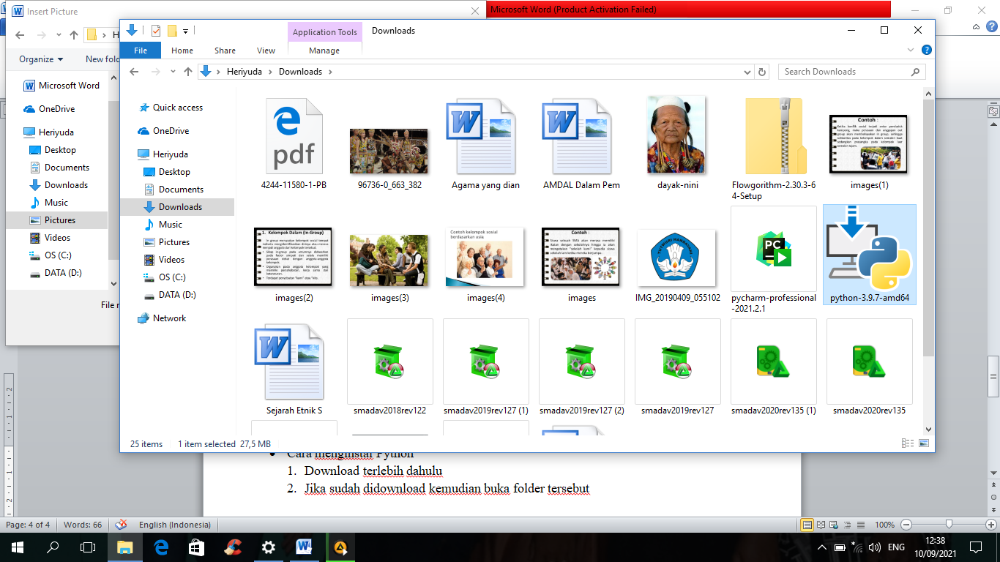 Insert Picture
Microsoft Word (Product Activation Failed)
Organize
New fold
Microsoft Word
OneDrive
Heriyuda
Desktop
Documents
Downloads
Music
Pictures
Videos
OS (C:)
DATA (D:)
File n
Application Tools
Downloads
File
Home
Share
View
Manage
Heriyuda
Downloads
Search Downloads
Quick access
OneDrive
Heriyuda
Desktop
Documents
Downloads
Music
Pictures
Videos
OS (C:)
DATA (D:)
Network
pdf
4244-11580-1-PB
96736-0_663_382
Agama yang dian
AMDAL Dalam Pem
dayak-nini
Flowgorithm-2.30.3-6
4-Setup
Contoh :
images(1)
1. Kelompok Dalam (In-Group)
images(2)
images(3)
Contoh kelompok sosial
berdasarkan usia
images(4)
Contoh :
images
IMG_20190409_055102
PC
pycharm-professional
-2021.2.1
python-3.9.7-amd64
Sejarah Etnik S
smadav2018rev122
smadav2019rev127 (1)
smadav2019rev127 (2)
smadav2019rev127
smadav2020rev135 (1)
smadav2020rev135
25 items
1 item selected 27,5 MB
Cara menginstal Python
1. Download terlebih dahulu
2. Jika sudah didownload kemudian buka folder tersebut
Page: 4 of 4
Words: 66
English (Indonesia)
100%
ENG
12:38
10/09/2021